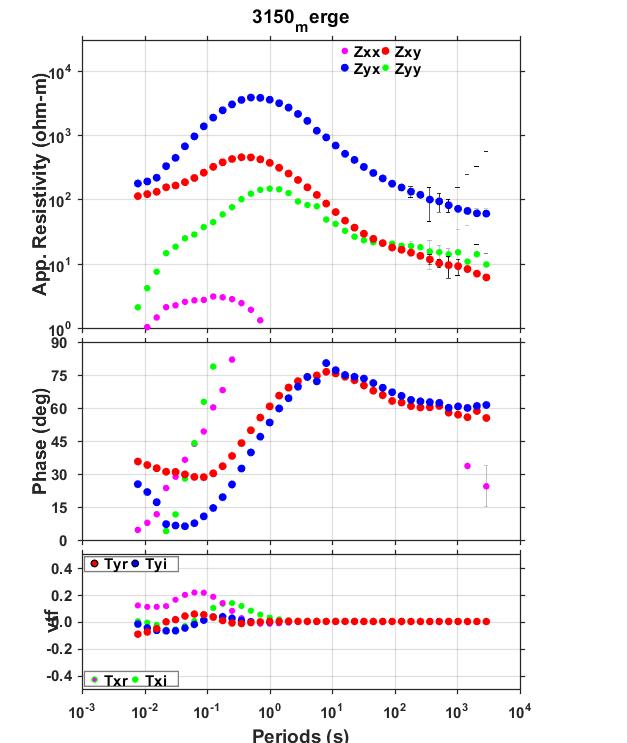 3150merge
Zxx Zxy
Zyx Zyy
App. Resistivity (ohm-m)
10^4
10^3
10^2
10^1
10^0
Phase (deg)
90
75
60
45
30
15
0
Tyr Tyi
vtf
0.4
0.2
0.0
-0.2
-0.4
Txr Txi
10^-3 10^-2 10^-1 10^0 10^1 10^2 10^3 10^4
Periods (s)